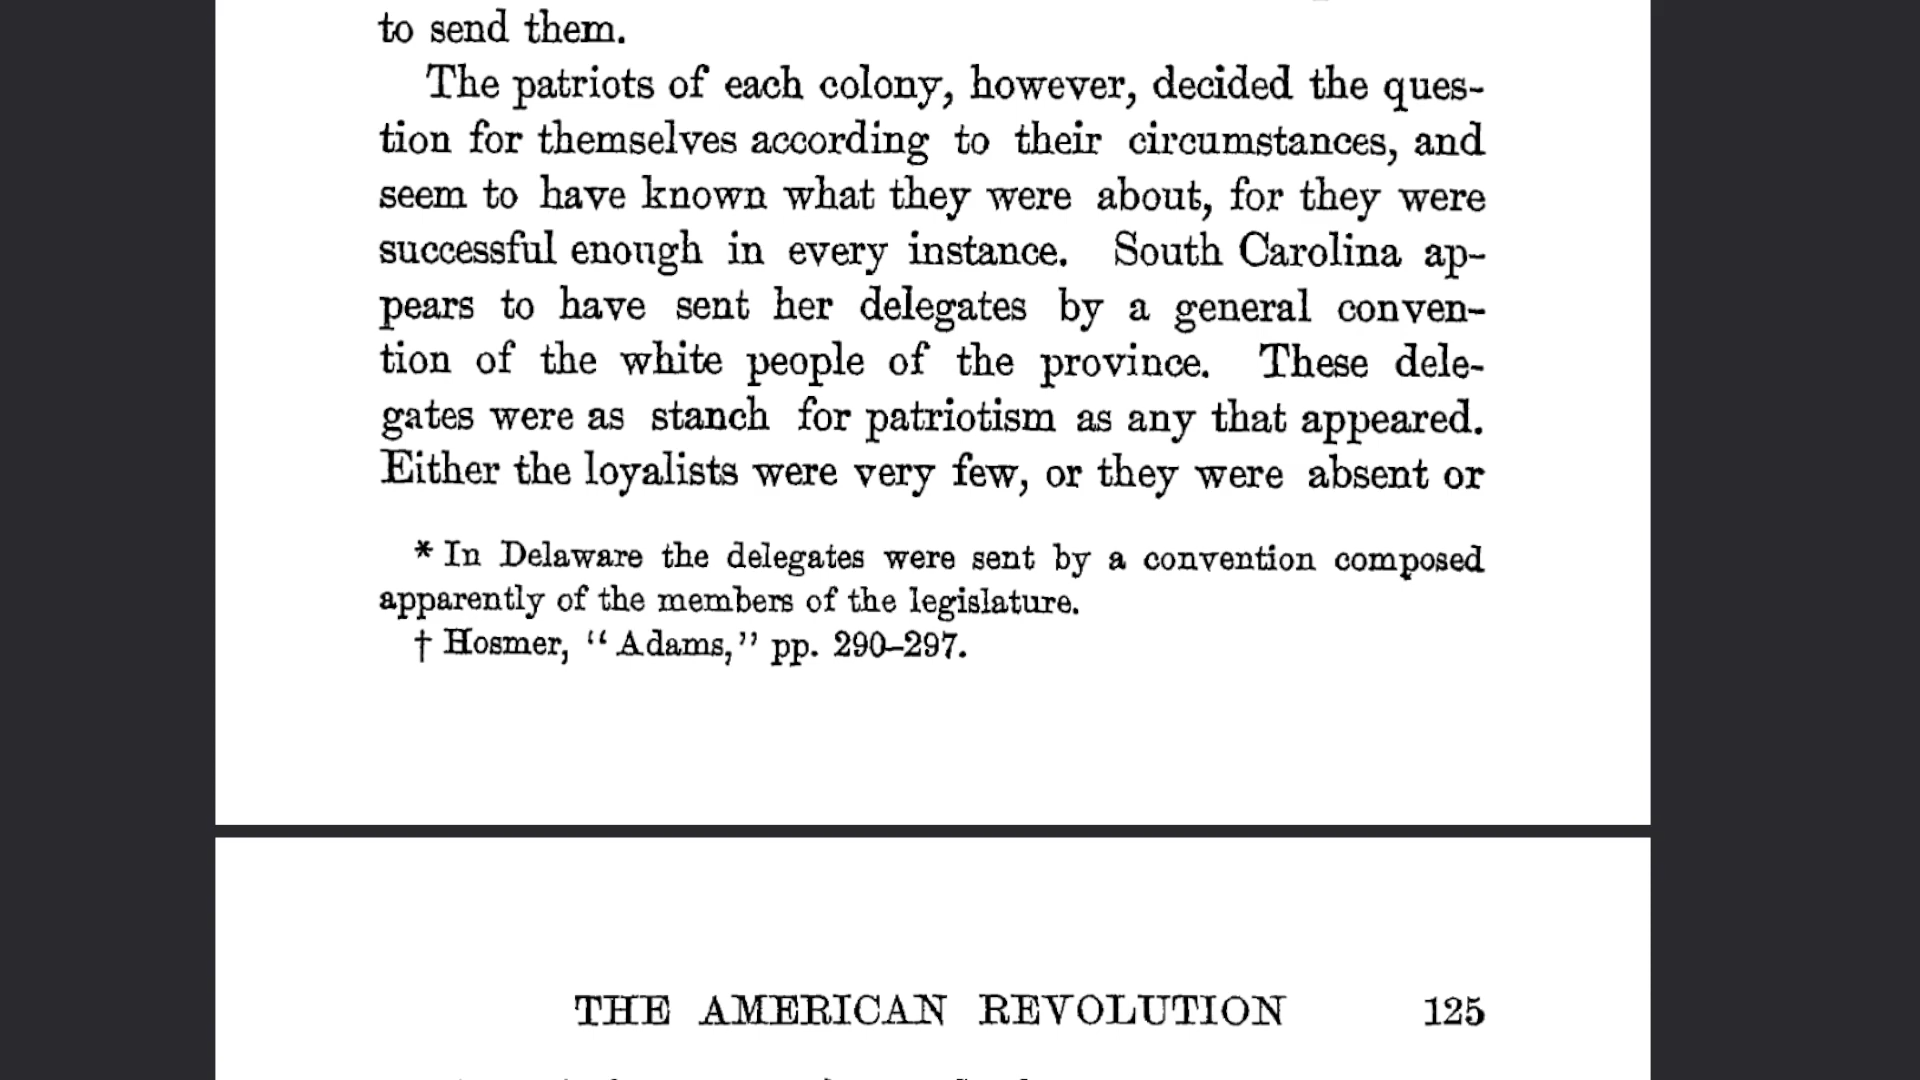 to send them.
The patriots of each colony, however, decided the ques-
tion for themselves according to their circumstances, and
seem to have known what they were about, for they were
successful enough in every instance. South Carolina ap-
pears to have sent her delegates by a general conven-
tion of the white people of the province. These dele-
gates were as stanch for patriotism as any that appeared.
Either the loyalists were very few, or they were absent or
* In Delaware the delegates were sent by a convention composed
apparently of the members of the legislature.
† Hosmer, “Adams,” pp. 290–297.
THE AMERICAN REVOLUTION 125